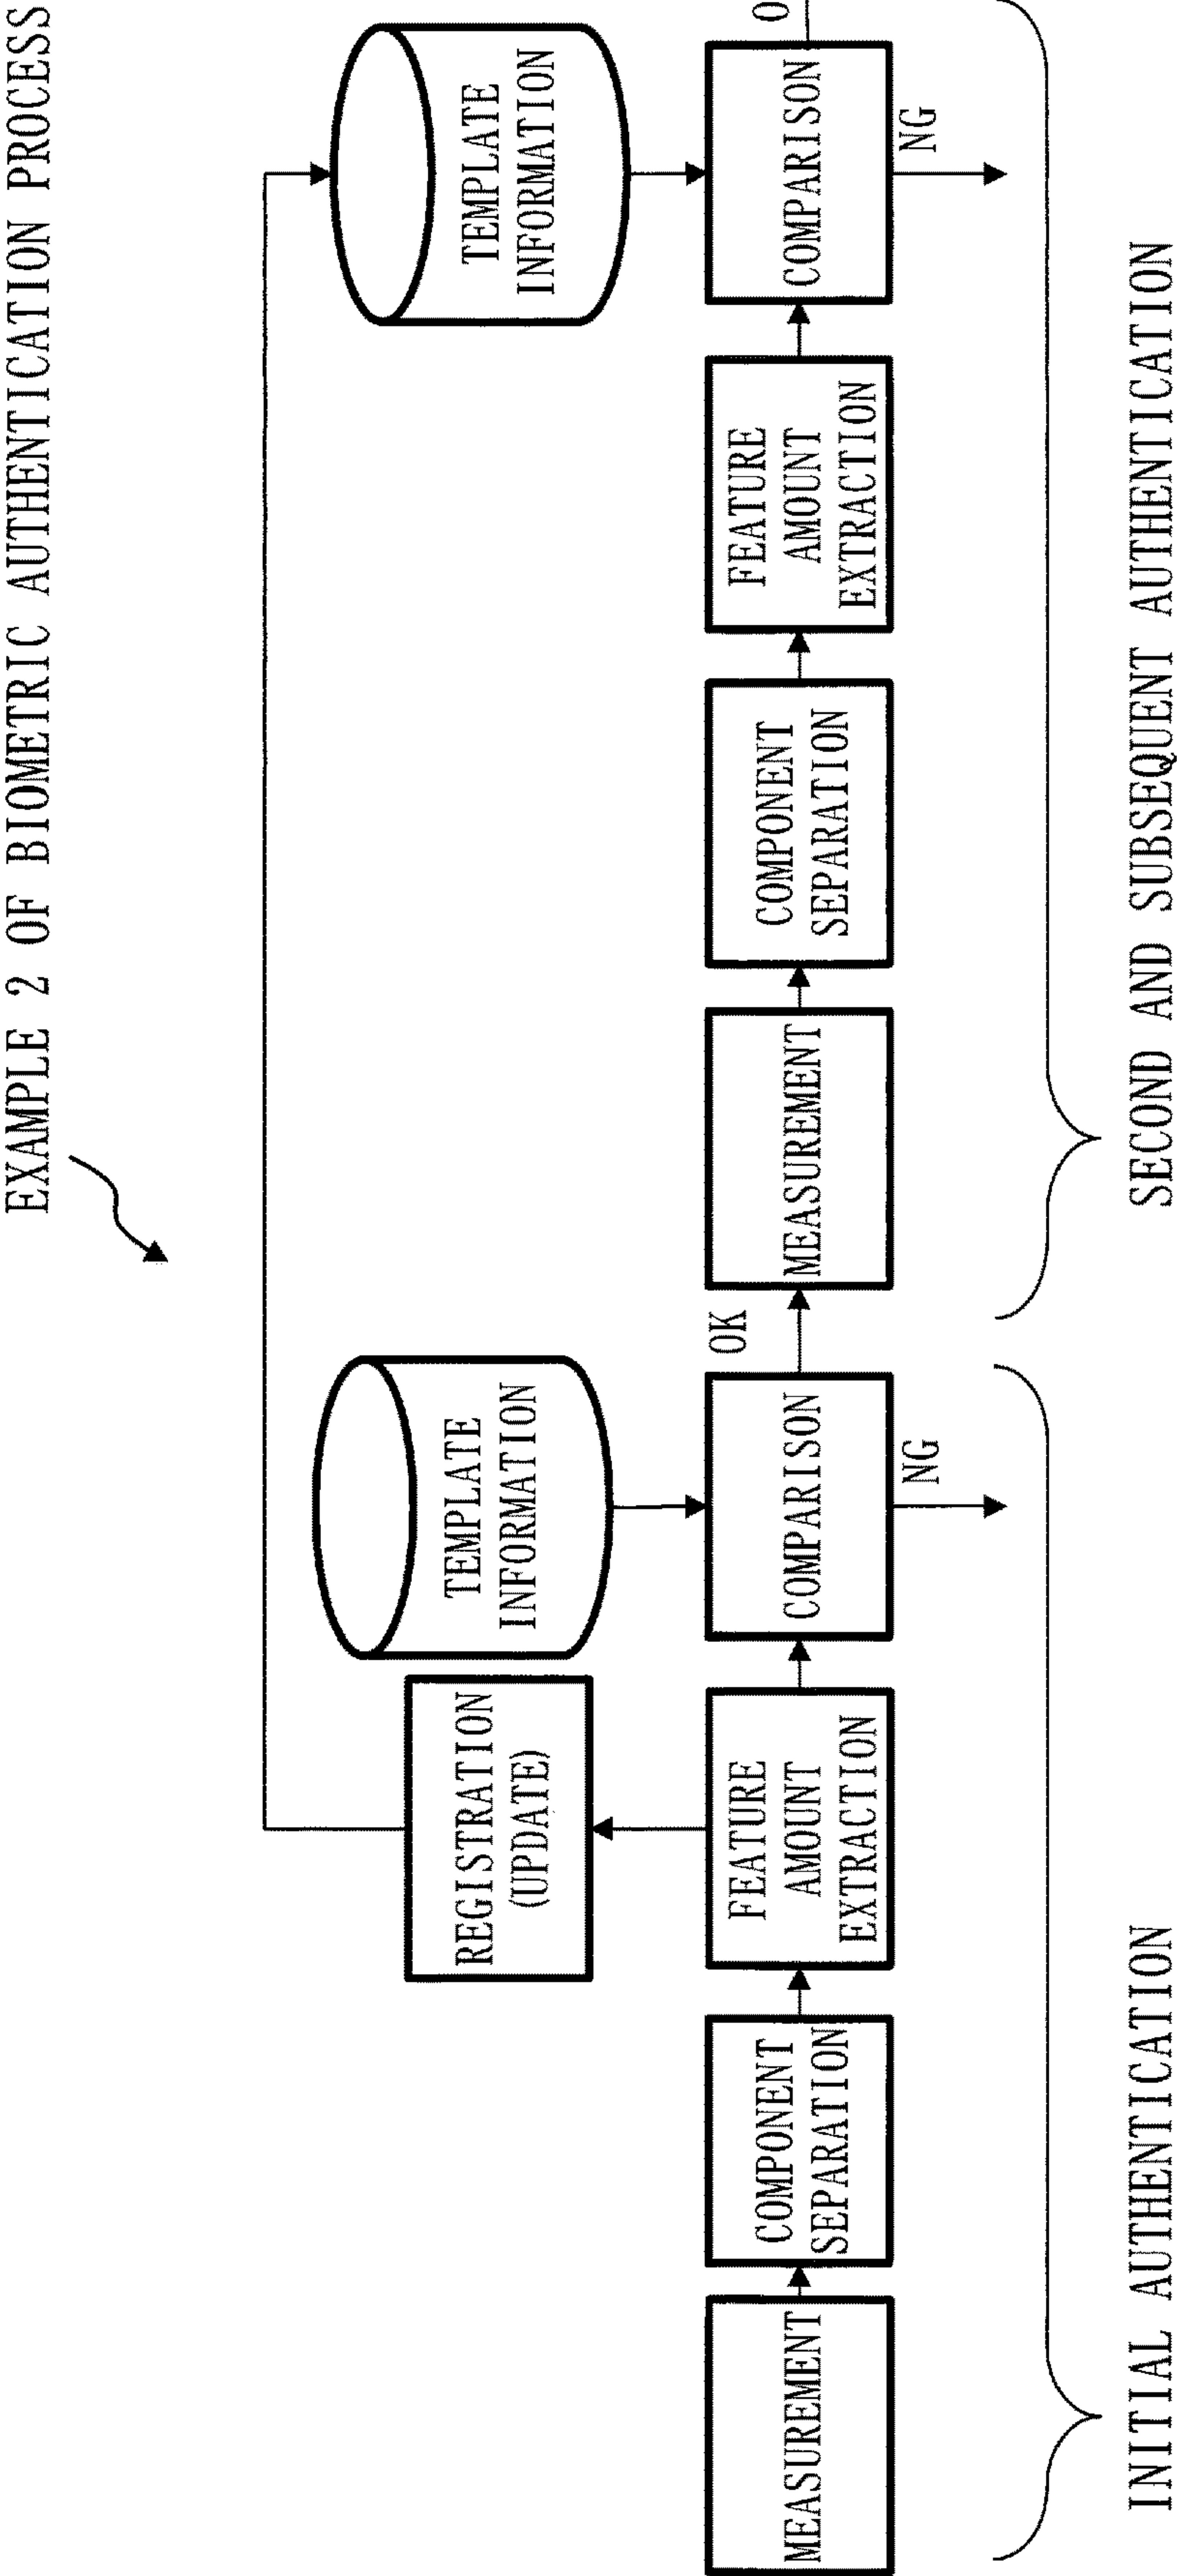 EXAMPLE 2 OF BIOMETRIC AUTHENTICATION PROCESS
REGISTRATION
(UPDATE)
TEMPLATE
INFORMATION
TEMPLATE
INFORMATION
MEASUREMENT
COMPONENT
SEPARATION
FEATURE
AMOUNT
EXTRACTION
COMPARISON
OK
NG
MEASUREMENT
COMPONENT
SEPARATION
FEATURE
AMOUNT
EXTRACTION
COMPARISON
O
NG
INITIAL AUTHENTICATION
SECOND AND SUBSEQUENT AUTHENTICATION